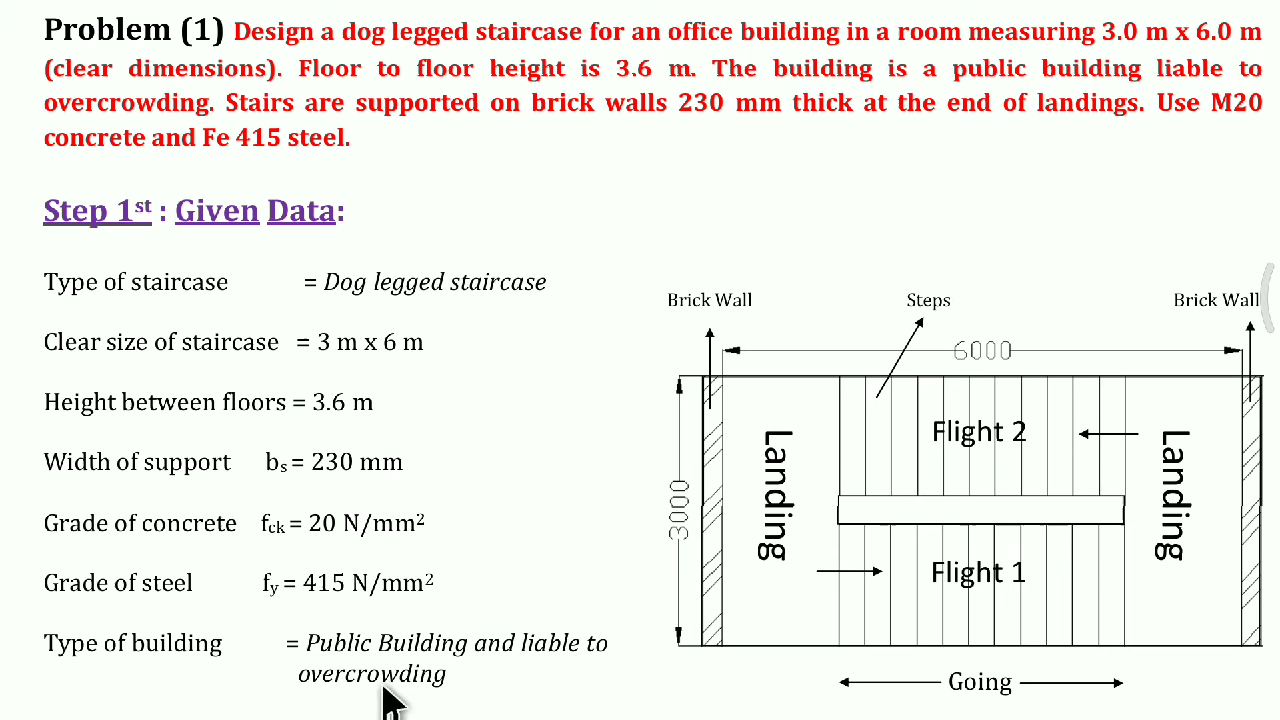 Problem (1) Design a dog legged staircase for an office building in a room measuring 3.0 m x 6.0 m
(clear dimensions). Floor to floor height is 3.6 m. The building is a public building liable to
overcrowding. Stairs are supported on brick walls 230 mm thick at the end of landings. Use M20
concrete and Fe 415 steel.
Step 1st : Given Data:
Type of staircase = Dog legged staircase
Clear size of staircase = 3 m x 6 m
Height between floors = 3.6 m
Width of support bs = 230 mm
Grade of concrete fck = 20 N/mm²
Grade of steel fy = 415 N/mm²
Type of building = Public Building and liable to
overcrowding
Brick Wall
Steps
Brick Wall
6000
3000
Landing
Flight 2
Landing
Flight 1
Going